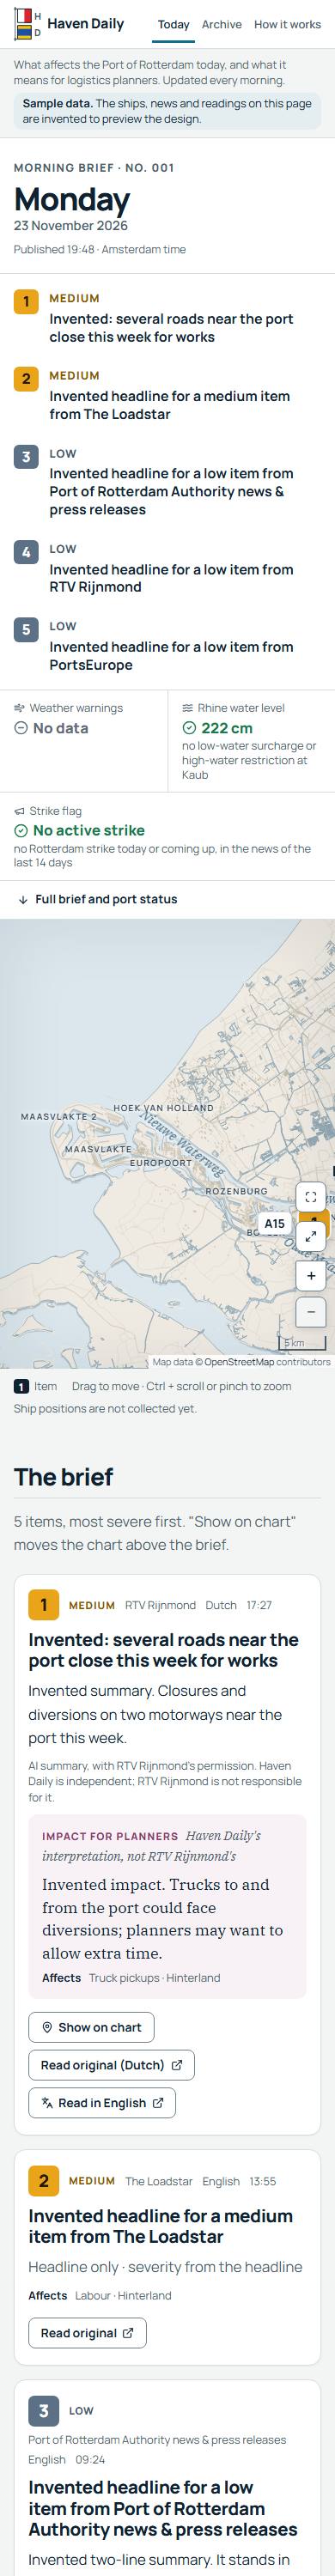 H
D
Haven Daily
Today
Archive
How it works
What affects the Port of Rotterdam today, and what it
means for logistics planners. Updated every morning.
Sample data. The ships, news and readings on this page
are invented to preview the design.
MORNING BRIEF · NO. 001
Monday
23 November 2026
Published 19:48 · Amsterdam time
1
MEDIUM
Invented: several roads near the port
close this week for works
2
MEDIUM
Invented headline for a medium item
from The Loadstar
3
LOW
Invented headline for a low item from
Port of Rotterdam Authority news &
press releases
4
LOW
Invented headline for a low item from
RTV Rijnmond
5
LOW
Invented headline for a low item from
PortsEurope
Weather warnings
No data
Rhine water level
222 cm
no low-water surcharge or
high-water restriction at
Kaub
Strike flag
No active strike
no Rotterdam strike today or coming up, in the news of the
last 14 days
Full brief and port status
HOEK VAN HOLLAND
MAASVLAKTE 2
Nieuwe Waterweg
MAASVLAKTE
EUROPOORT
ROZENBURG
A15
+
−
5 km
Map data © OpenStreetMap contributors
1 Item
Drag to move · Ctrl + scroll or pinch to zoom
Ship positions are not collected yet.
The brief
5 items, most severe first. "Show on chart"
moves the chart above the brief.
1 MEDIUM RTV Rijnmond Dutch 17:27
Invented: several roads near the
port close this week for works
Invented summary. Closures and
diversions on two motorways near the
port this week.
AI summary, with RTV Rijnmond's permission. Haven
Daily is independent; RTV Rijnmond is not responsible
for it.
IMPACT FOR PLANNERS Haven Daily's
interpretation, not RTV Rijnmond's
Invented impact. Trucks to and
from the port could face
diversions; planners may want to
allow extra time.
Affects Truck pickups · Hinterland
Show on chart
Read original (Dutch)
Read in English
2 MEDIUM The Loadstar English 13:55
Invented headline for a medium
item from The Loadstar
Headline only · severity from the headline
Affects Labour · Hinterland
Read original
3 LOW
Port of Rotterdam Authority news & press releases
English 09:24
Invented headline for a low
item from Port of Rotterdam
Authority news & press releases
Invented two-line summary. It stands in